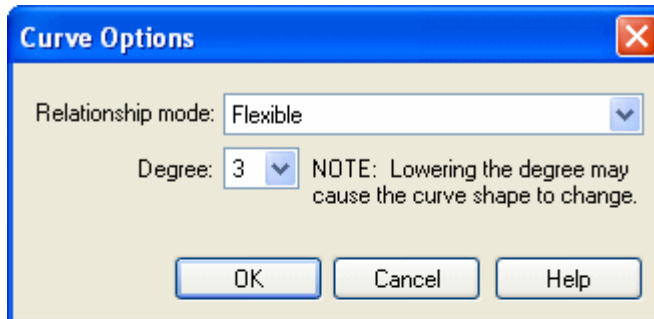 Curve Options
Relationship mode: Flexible
Degree: 3 NOTE: Lowering the degree may
cause the curve shape to change.
OK Cancel Help